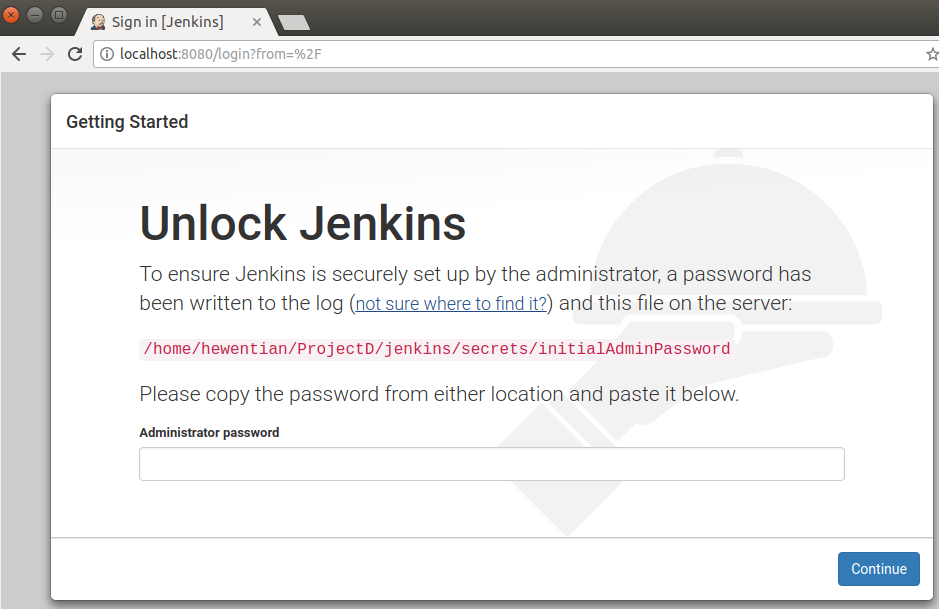 Sign in [Jenkins]
localhost:8080/login?from=%2F
Getting Started
Unlock Jenkins
To ensure Jenkins is securely set up by the administrator, a password has
been written to the log (not sure where to find it?) and this file on the server:
/home/hewentian/ProjectD/jenkins/secrets/initialAdminPassword
Please copy the password from either location and paste it below.
Administrator password
Continue